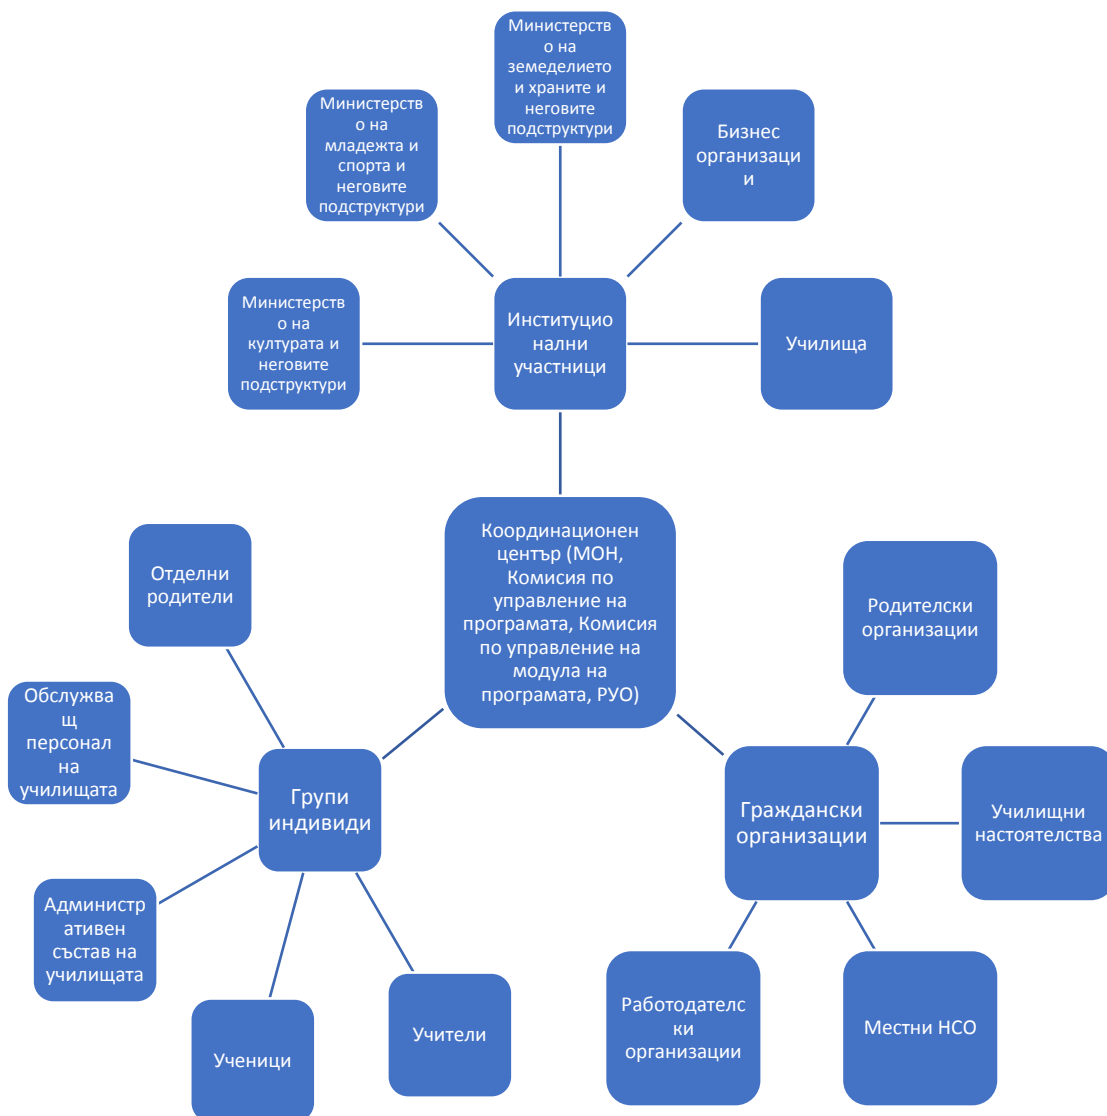 Министерств
о на
земеделието
и храните и
неговите
подструктури
Министерств
о на
младежта и
спорта и
неговите
подструктури
Бизнес
организаци
и
Министерств
о на
културата и
неговите
подструктури
Институцио
нални
участници
Училища
Координационен
център (МОН,
Комисия по
управление на
програмата, Комисия
по управление на
модула на
програмата, РУО)
Отделни
родители
Обслужва
щ
персонал
на
училищата
Групи
индивиди
Административен
Администр
ативен
състав на
училищата
Ученици
Учители
Родителски
организации
Граждански
организации
Училищни
настоятелства
Работодателс
ки
организации
Местни НСО